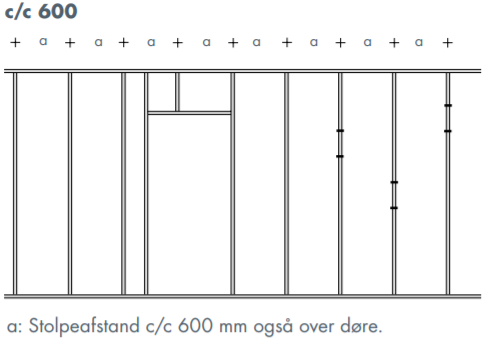 c/c 600
+ a + a + a + a + a + a + a + a +
a: Stolpeafstand c/c 600 mm også over døre.